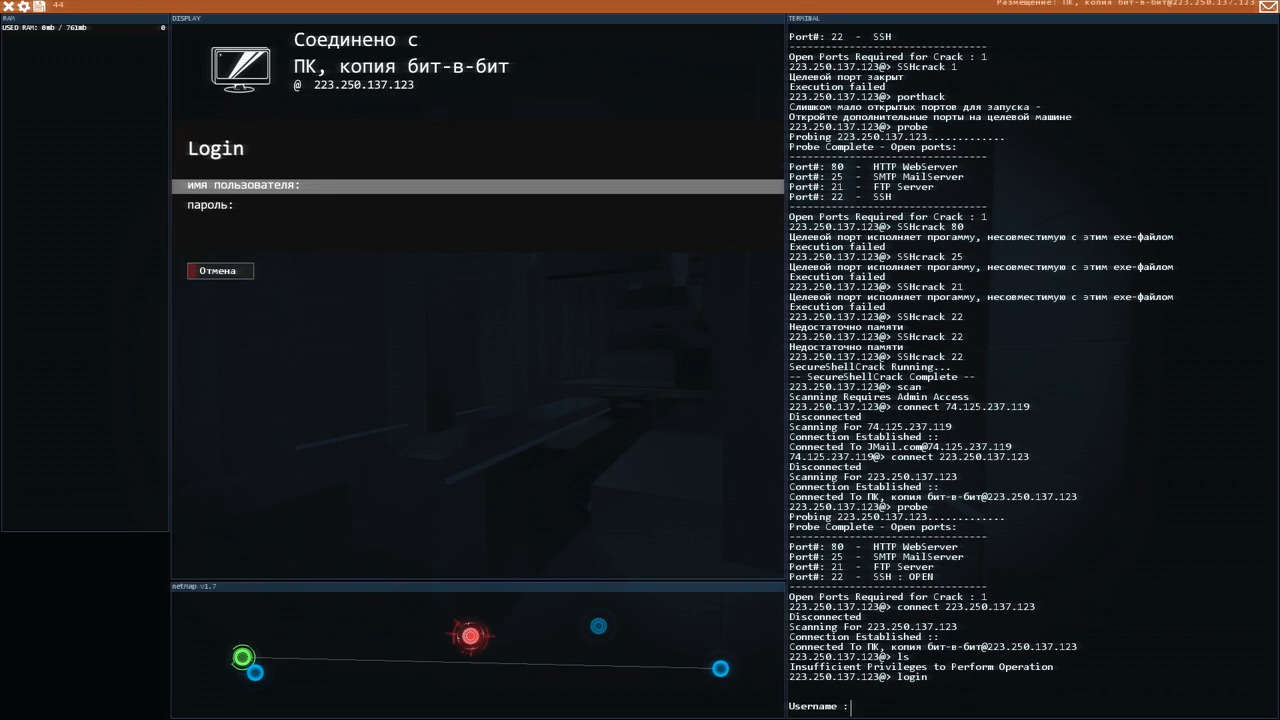 44
Размещение: ПК, копия бит-в-бит@223.250.137.123
RAM
USED RAM: 0mb / 761mb
0
DISPLAY
Соединено с
ПК, копия бит-в-бит
@ 223.250.137.123
Login
имя пользователя:
пароль:
Отмена
netMap v1.7
TERMINAL
Port#: 22 - SSH
---------------------------------
Open Ports Required for Crack : 1
223.250.137.123@> SSHcrack 1
Целевой порт закрыт
Execution failed
223.250.137.123@> porthack
Слишком мало открытых портов для запуска -
Откройте дополнительные порты на целевой машине
223.250.137.123@> probe
Probing 223.250.137.123.............
Probe Complete - Open ports:
---------------------------------
Port#: 80 - HTTP WebServer
Port#: 25 - SMTP MailServer
Port#: 21 - FTP Server
Port#: 22 - SSH
---------------------------------
Open Ports Required for Crack : 1
223.250.137.123@> SSHcrack 80
Целевой порт исполняет прогамму, несовместимую с этим exe-файлом
Execution failed
223.250.137.123@> SSHcrack 25
Целевой порт исполняет прогамму, несовместимую с этим exe-файлом
Execution failed
223.250.137.123@> SSHcrack 21
Целевой порт исполняет прогамму, несовместимую с этим exe-файлом
Execution failed
223.250.137.123@> SSHcrack 22
Недостаточно памяти
223.250.137.123@> SSHcrack 22
Недостаточно памяти
223.250.137.123@> SSHcrack 22
SecureShellCrack Running...
-- SecureShellCrack Complete --
223.250.137.123@> scan
Scanning Requires Admin Access
223.250.137.123@> connect 74.125.237.119
Disconnected
Scanning For 74.125.237.119
Connection Established ::
Connected To JMail.com@74.125.237.119
74.125.237.119@> connect 223.250.137.123
Disconnected
Scanning For 223.250.137.123
Connection Established ::
Connected To ПК, копия бит-в-бит@223.250.137.123
223.250.137.123@> probe
Probing 223.250.137.123.............
Probe Complete - Open ports:
---------------------------------
Port#: 80 - HTTP WebServer
Port#: 25 - SMTP MailServer
Port#: 21 - FTP Server
Port#: 22 - SSH : OPEN
---------------------------------
Open Ports Required for Crack : 1
223.250.137.123@> connect 223.250.137.123
Disconnected
Scanning For 223.250.137.123
Connection Established ::
Connected To ПК, копия бит-в-бит@223.250.137.123
223.250.137.123@> ls
Insufficient Privileges to Perform Operation
223.250.137.123@> login
Username :